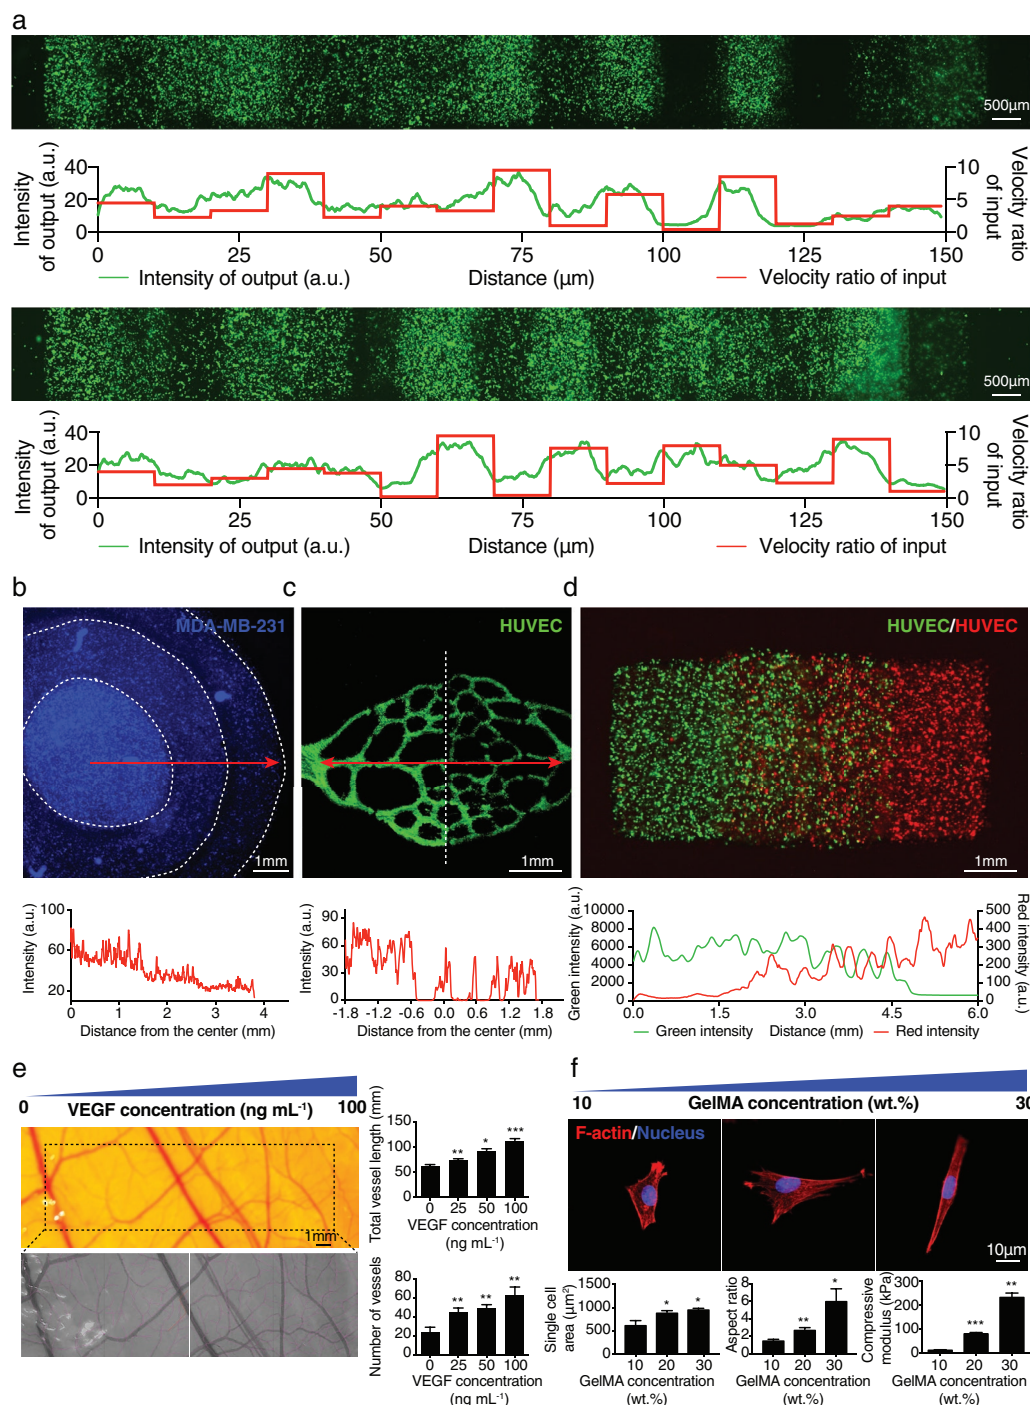 a
500µm
Intensity of output (a.u.)
40
20
0
10
5
0
Velocity ratio of input
0 25 50 75 100 125 150
Intensity of output (a.u.) Distance (µm) Velocity ratio of input
500µm
Intensity of output (a.u.)
40
20
0
10
5
0
Velocity ratio of input
0 25 50 75 100 125 150
Intensity of output (a.u.) Distance (µm) Velocity ratio of input
b
MDA-MB-231
1mm
Intensity (a.u.)
100
60
20
0 1 2 3 4
Distance from the center (mm)
c
HUVEC
1mm
Intensity (a.u.)
90
60
30
0
-1.8 -1.2 -0.6 0.0 0.6 1.2 1.8
Distance from the center (mm)
d
HUVEC/HUVEC
1mm
Green intensity (a.u.)
10000
8000
6000
4000
2000
0
500
400
300
200
100
0
Red intensity (a.u.)
0.0 1.5 3.0 4.5 6.0
Green intensity Distance (mm) Red intensity
e
0 VEGF concentration (ng mL-1) 100
1mm
Total vessel length (mm)
150
100
50
0
** * ***
0 25 50 100
VEGF concentration
(ng mL-1)
Number of vessels
80
60
40
20
0
** ** **
0 25 50 100
VEGF concentration
(ng mL-1)
f
10 GelMA concentration (wt.%) 30
F-actin/Nucleus
10µm
Single cell area (µm2)
1500
1000
500
0
* *
10 20 30
GelMA concentration
(wt.%)
Aspect ratio
8
6
4
2
0
** *
10 20 30
GelMA concentration
(wt.%)
Compressive modulus (kPa)
300
200
100
0
*** **
10 20 30
GelMA concentration
(wt.%)